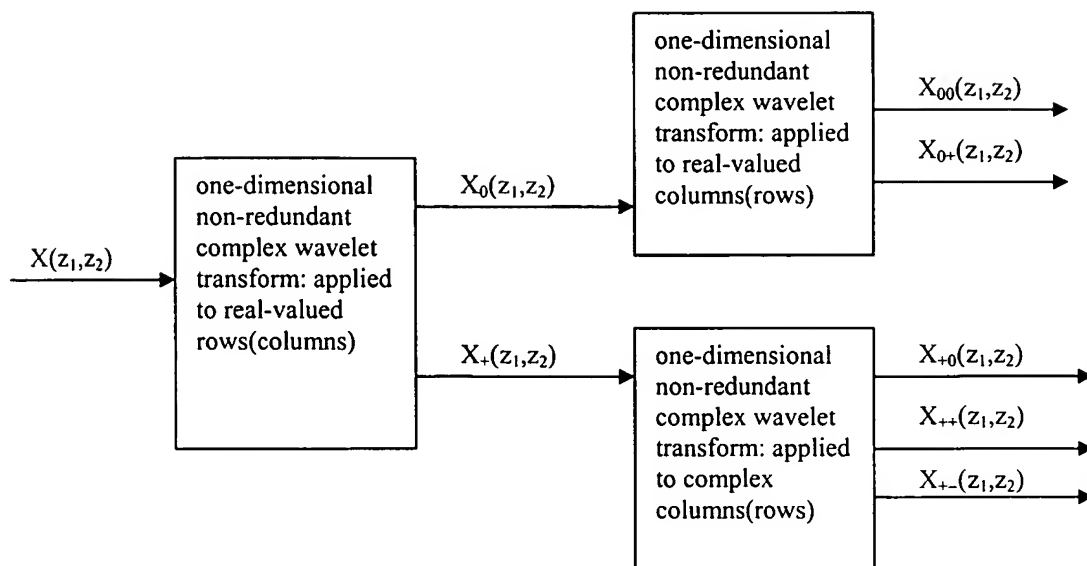 X(z₁,z₂)
one-dimensional
non-redundant
complex wavelet
transform: applied
to real-valued
rows(columns)
X₀(z₁,z₂)
X₊(z₁,z₂)
one-dimensional
non-redundant
complex wavelet
transform: applied
to real-valued
columns(rows)
X₀₀(z₁,z₂)
X₀₊(z₁,z₂)
one-dimensional
non-redundant
complex wavelet
transform: applied
to complex
columns(rows)
X₊₀(z₁,z₂)
X₊₊(z₁,z₂)
X₊₋(z₁,z₂)